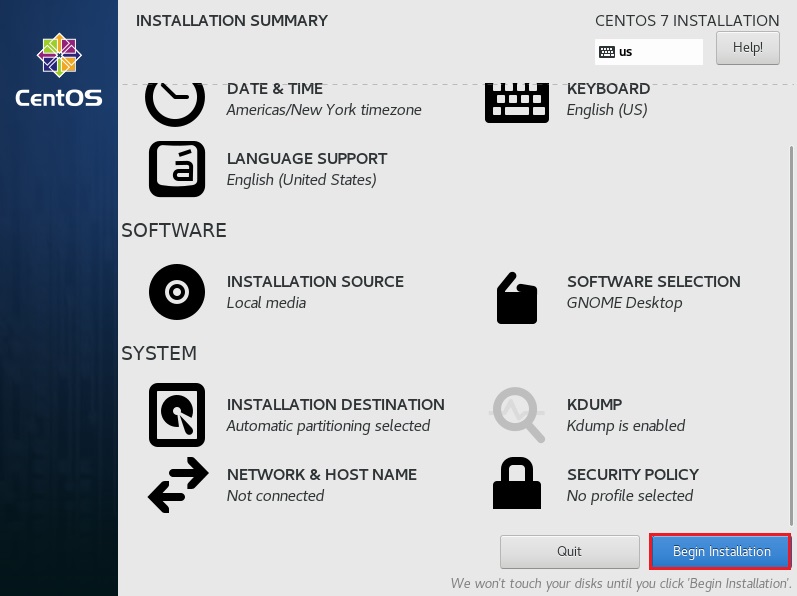 INSTALLATION SUMMARY
CENTOS 7 INSTALLATION
us
Help!
CentOS
DATE & TIME
Americas/New York timezone
KEYBOARD
English (US)
á
LANGUAGE SUPPORT
English (United States)
SOFTWARE
INSTALLATION SOURCE
Local media
SOFTWARE SELECTION
GNOME Desktop
SYSTEM
INSTALLATION DESTINATION
Automatic partitioning selected
KDUMP
Kdump is enabled
NETWORK & HOST NAME
Not connected
SECURITY POLICY
No profile selected
Quit
Begin Installation
We won't touch your disks until you click 'Begin Installation'.